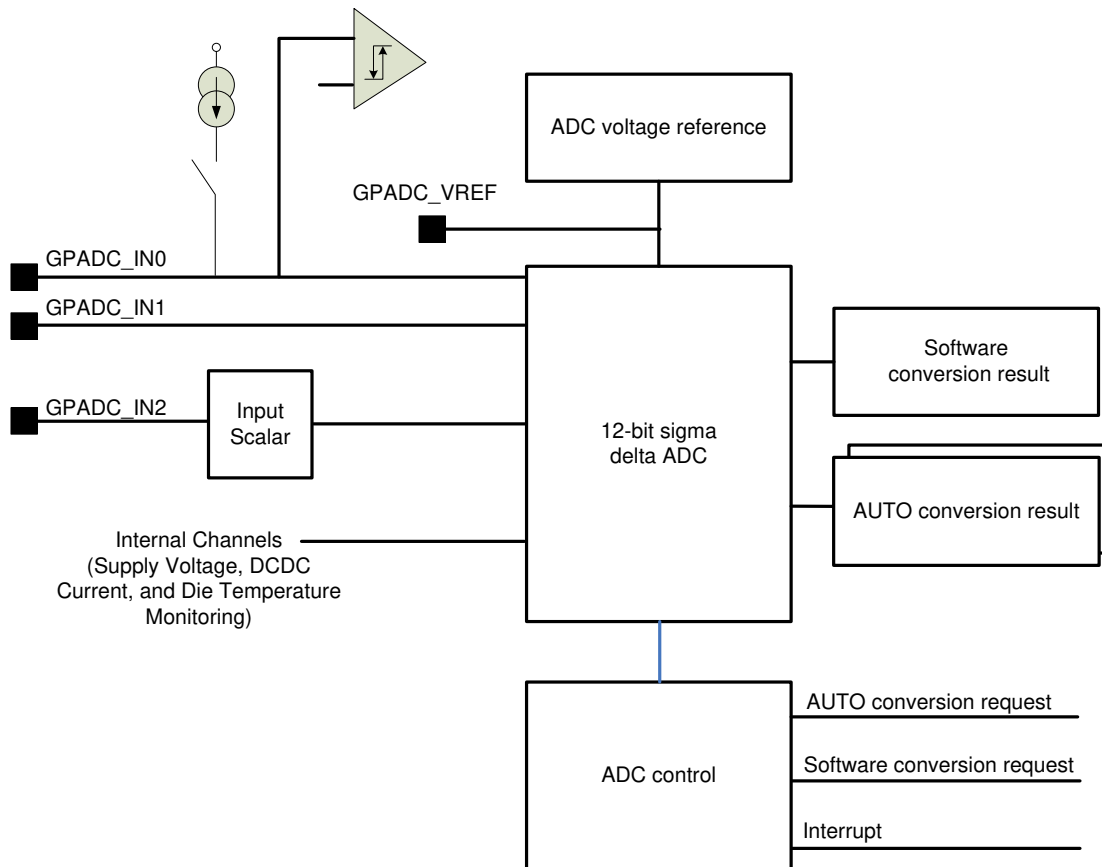 ADC voltage reference
GPADC_VREF
GPADC_IN0
GPADC_IN1
GPADC_IN2
Input
Scalar
Internal Channels
(Supply Voltage, DCDC
Current, and Die Temperature
Monitoring)
12-bit sigma
delta ADC
Software
conversion result
AUTO conversion result
ADC control
AUTO conversion request
Software conversion request
Interrupt